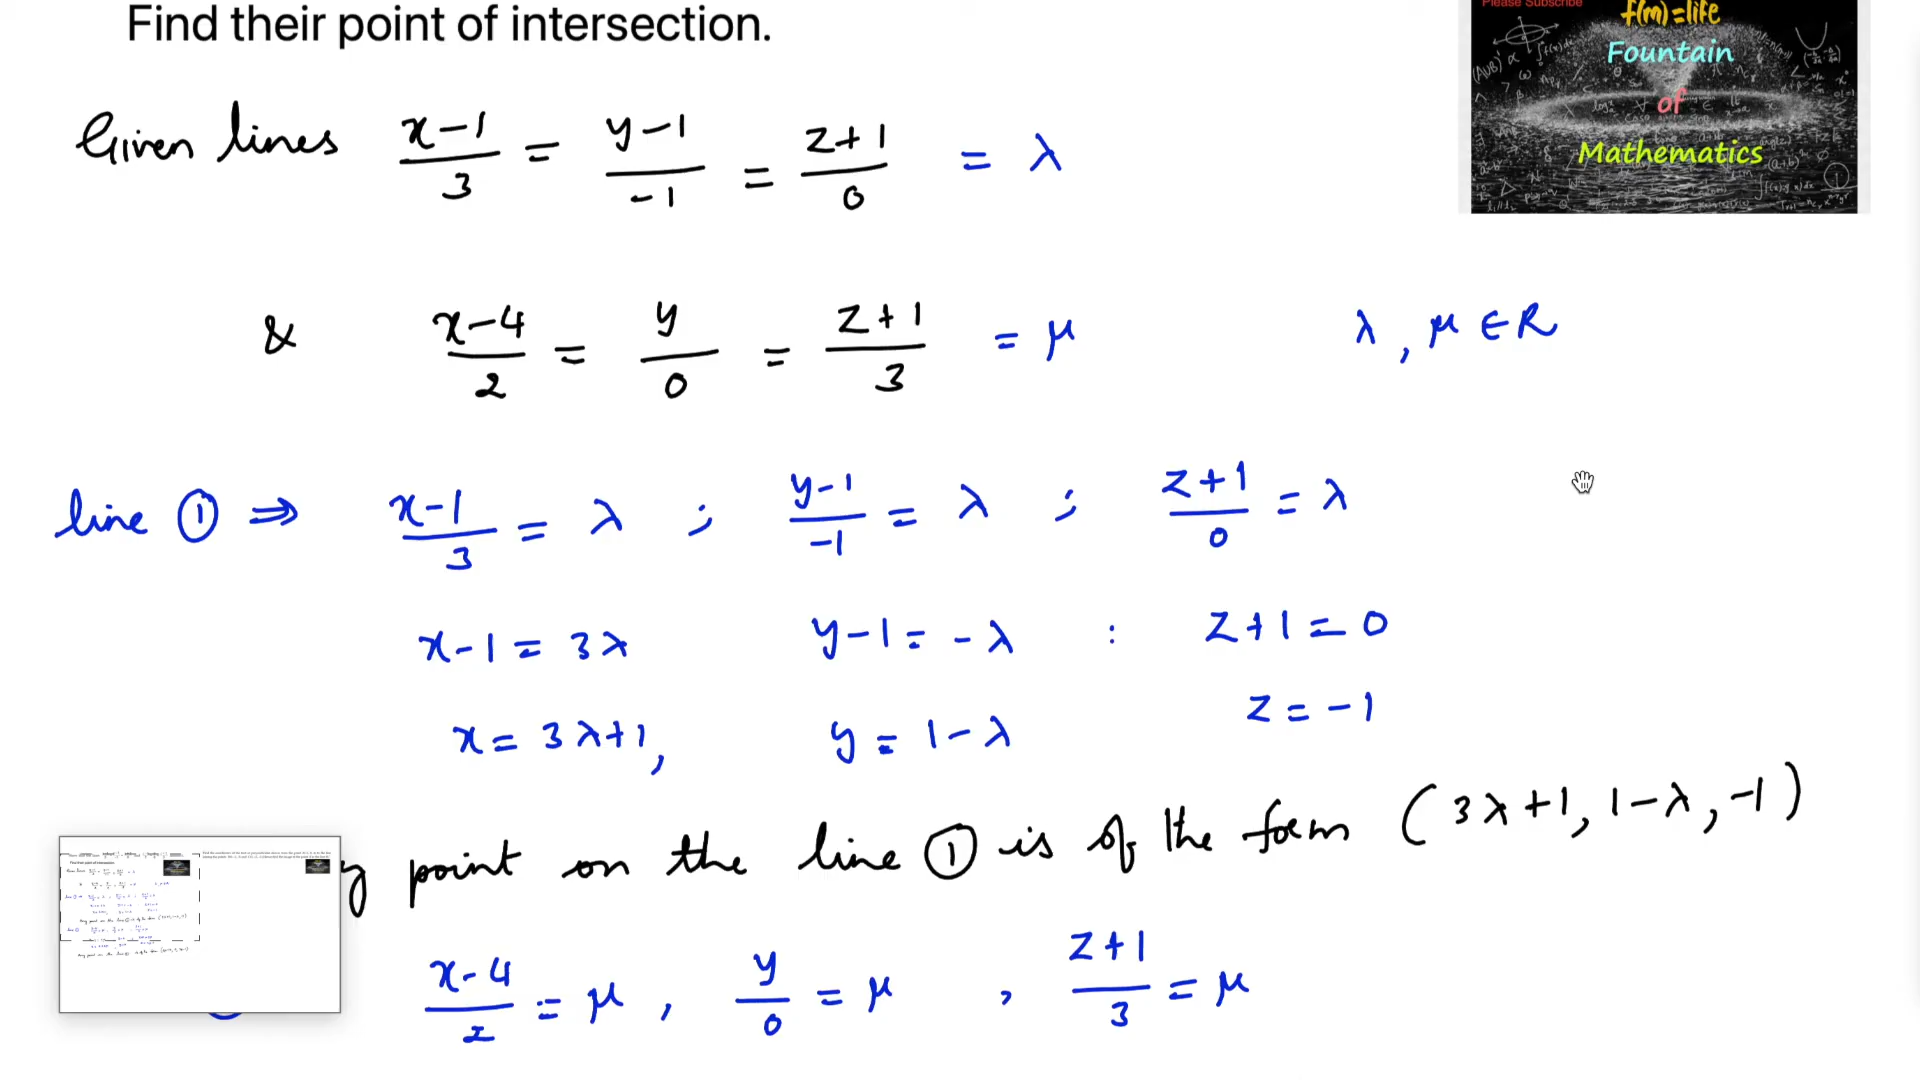 Find their point of intersection.
Please Subscribe
f(m)=life
Fountain
of
Mathematics
Given lines (x-1)/3 = (y-1)/-1 = (z+1)/0 = λ
& (x-4)/2 = y/0 = (z+1)/3 = μ λ, μ ∈ R
line ① ⇒ (x-1)/3 = λ ; (y-1)/-1 = λ ; (z+1)/0 = λ
x-1 = 3λ y-1 = -λ : z+1 = 0
x = 3λ+1, y = 1-λ z = -1
point on the line ① is of the form (3λ+1, 1-λ, -1)
(x-4)/2 = μ, y/0 = μ , (z+1)/3 = μ